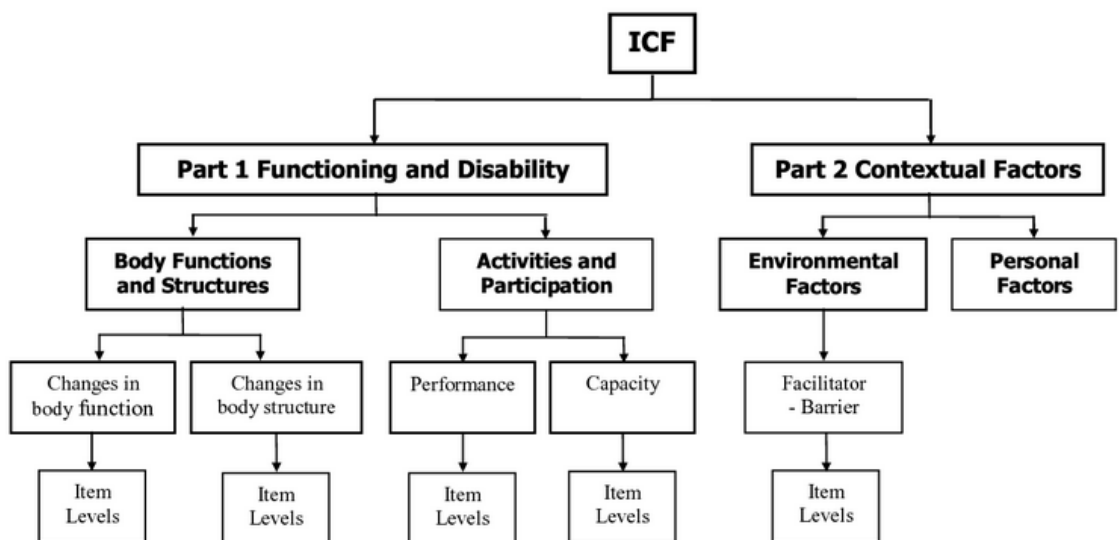 ICF
Part 1 Functioning and Disability
Part 2 Contextual Factors
Body Functions
and Structures
Activities and
Participation
Environmental
Factors
Personal
Factors
Changes in
body function
Changes in
body structure
Performance
Capacity
Facilitator
- Barrier
Item
Levels
Item
Levels
Item
Levels
Item
Levels
Item
Levels